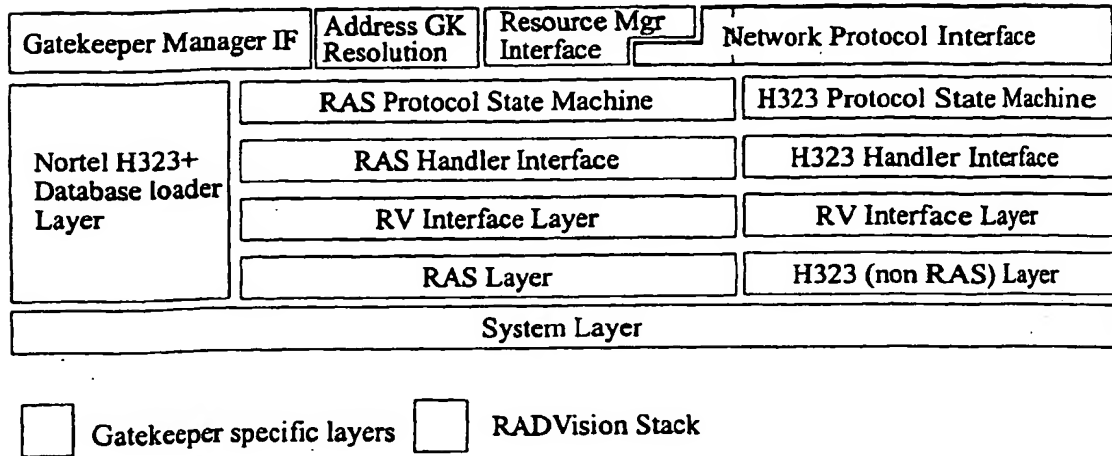 Gatekeeper Manager IF
Address GK
Resolution
Resource Mgr
Interface
Network Protocol Interface
Nortel H323+
Database loader
Layer
RAS Protocol State Machine
H323 Protocol State Machine
RAS Handler Interface
H323 Handler Interface
RV Interface Layer
RV Interface Layer
RAS Layer
H323 (non RAS) Layer
System Layer
Gatekeeper specific layers
RADVision Stack